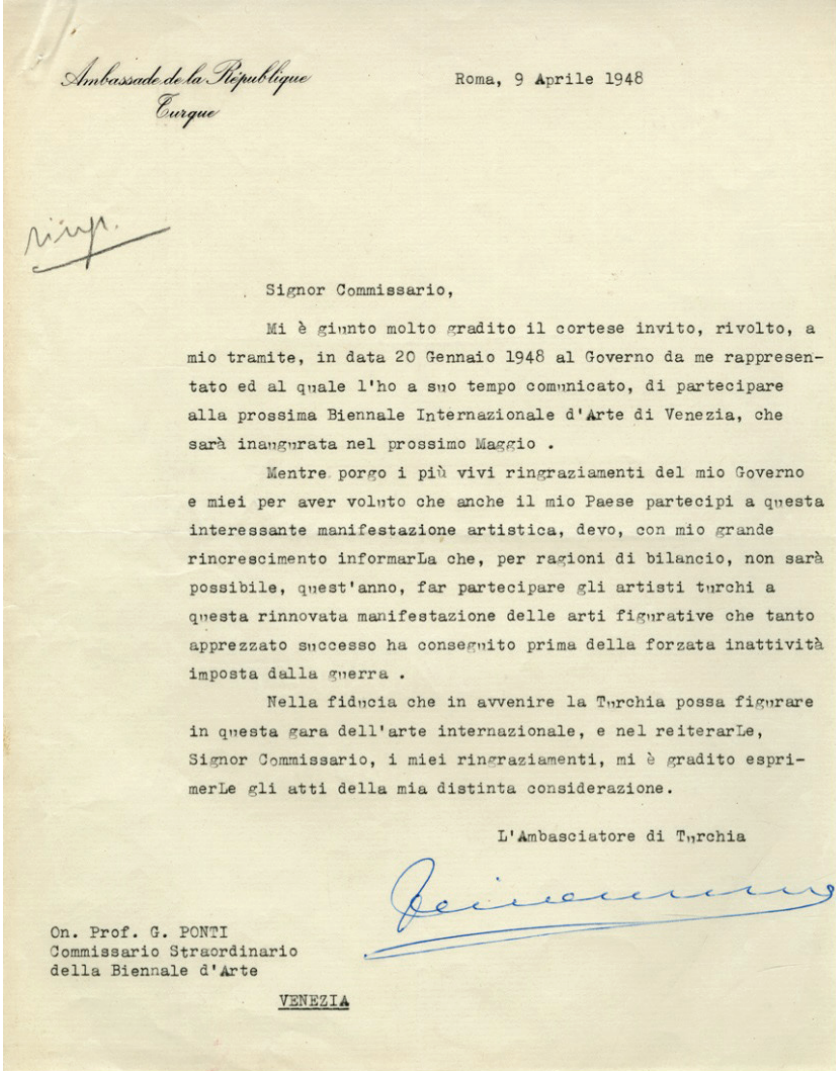 Ambassade de la République
Turque
Roma, 9 Aprile 1948
risp.
Signor Commissario,
Mi è giunto molto gradito il cortese invito, rivolto, a
mio tramite, in data 20 Gennaio 1948 al Governo da me rappresen-
tato ed al quale l'ho a suo tempo comunicato, di partecipare
alla prossima Biennale Internazionale d'Arte di Venezia, che
sarà inaugurata nel prossimo Maggio .
Mentre porgo i più vivi ringraziamenti del mio Governo
e miei per aver voluto che anche il mio Paese partecipi a questa
interessante manifestazione artistica, devo, con mio grande
rincrescimento informarLa che, per ragioni di bilancio, non sarà
possibile, quest'anno, far partecipare gli artisti turchi a
questa rinnovata manifestazione delle arti figurative che tanto
apprezzato successo ha conseguito prima della forzata inattività
imposta dalla guerra .
Nella fiducia che in avvenire la Turchia possa figurare
in questa gara dell'arte internazionale, e nel reiterarLe,
Signor Commissario, i miei ringraziamenti, mi è gradito espri-
merLe gli atti della mia distinta considerazione.
L'Ambasciatore di Turchia
On. Prof. G. PONTI
Commissario Straordinario
della Biennale d'Arte
VENEZIA